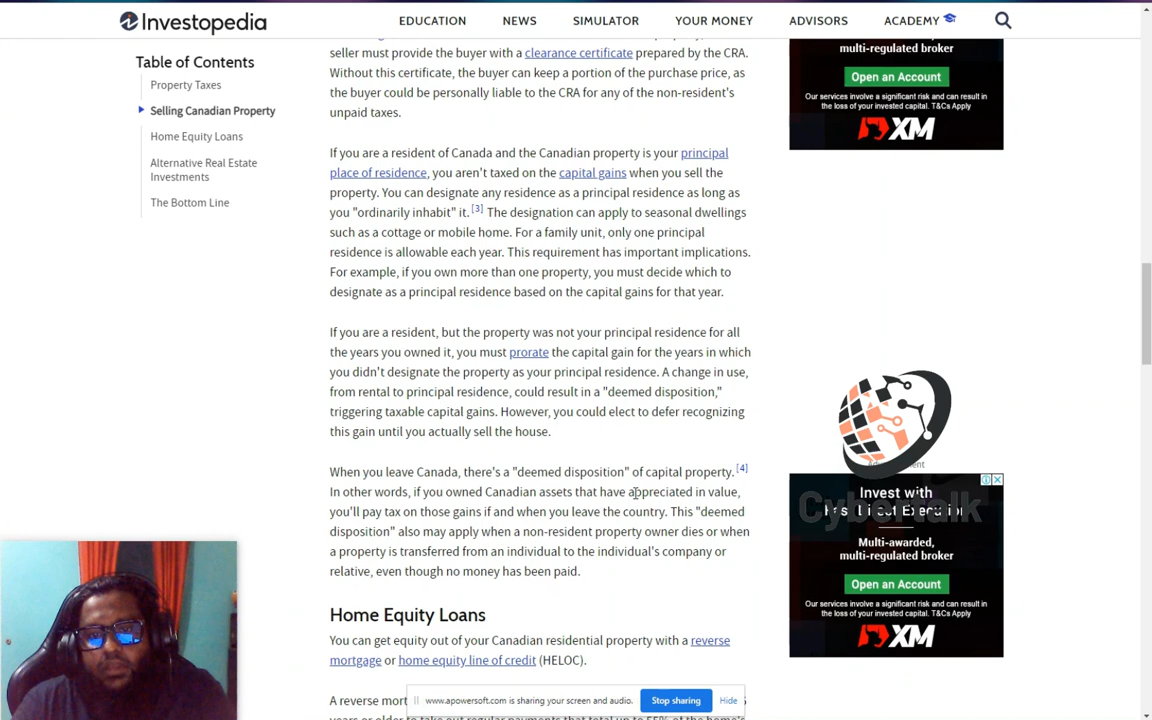 Investopedia
EDUCATION NEWS SIMULATOR YOUR MONEY ADVISORS ACADEMY
Table of Contents
Property Taxes
Selling Canadian Property
Home Equity Loans
Alternative Real Estate
Investments
The Bottom Line
seller must provide the buyer with a clearance certificate prepared by the CRA.
Without this certificate, the buyer can keep a portion of the purchase price, as
the buyer could be personally liable to the CRA for any of the non-resident's
unpaid taxes.
If you are a resident of Canada and the Canadian property is your principal
place of residence, you aren't taxed on the capital gains when you sell the
property. You can designate any residence as a principal residence as long as
you "ordinarily inhabit" it. [3] The designation can apply to seasonal dwellings
such as a cottage or mobile home. For a family unit, only one principal
residence is allowable each year. This requirement has important implications.
For example, if you own more than one property, you must decide which to
designate as a principal residence based on the capital gains for that year.
If you are a resident, but the property was not your principal residence for all
the years you owned it, you must prorate the capital gain for the years in which
you didn't designate the property as your principal residence. A change in use,
from rental to principal residence, could result in a "deemed disposition,"
triggering taxable capital gains. However, you could elect to defer recognizing
this gain until you actually sell the house.
When you leave Canada, there's a "deemed disposition" of capital property. [4]
In other words, if you owned Canadian assets that have appreciated in value,
you'll pay tax on those gains if and when you leave the country. This "deemed
disposition" also may apply when a non-resident property owner dies or when
a property is transferred from an individual to the individual's company or
relative, even though no money has been paid.
Home Equity Loans
You can get equity out of your Canadian residential property with a reverse
mortgage or home equity line of credit (HELOC).
A reverse mort
www.apowersoft.com is sharing your screen and audio. Stop sharing Hide
multi-regulated broker
Open an Account
Our services involve a significant risk and can result in
the loss of your invested capital. T&Cs Apply
XM
Cybertalk
Invest with
Fast Direct Execution
Multi-awarded,
multi-regulated broker
Open an Account
Our services involve a significant risk and can result in
the loss of your invested capital. T&Cs Apply
XM